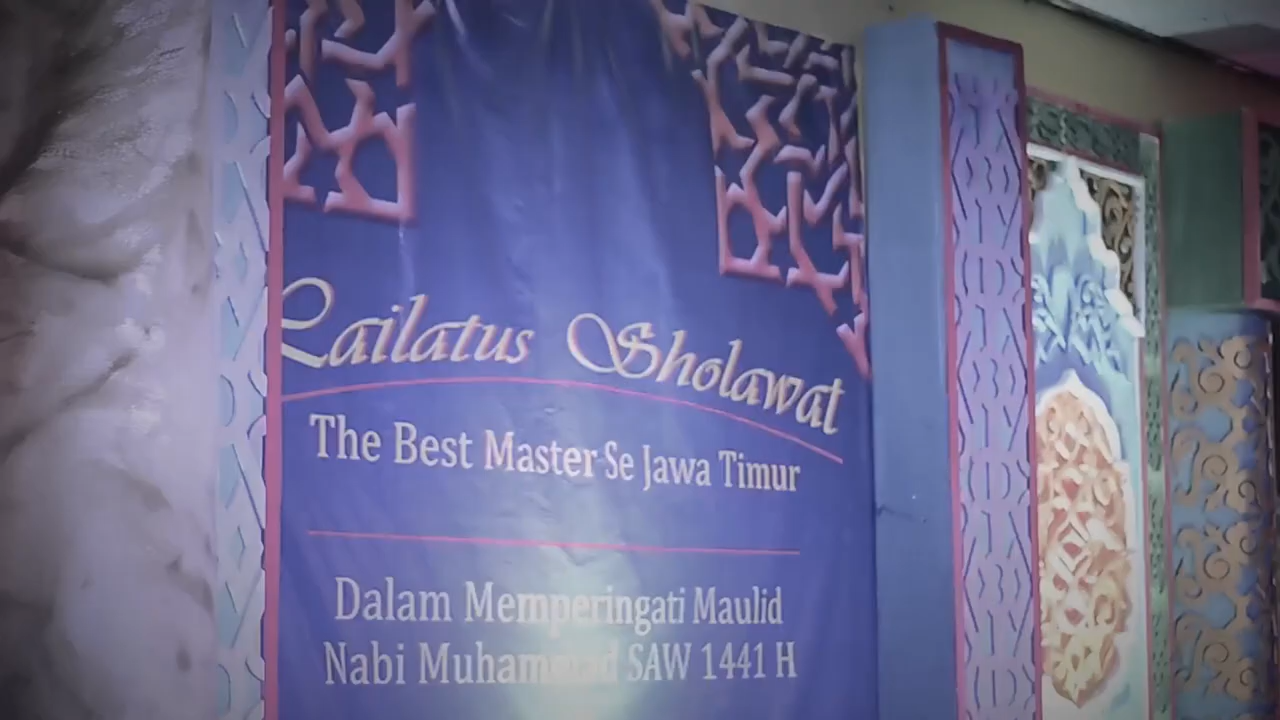 Lailatus Sholawat
The Best Master Se Jawa Timur
Dalam Memperingati Maulid
Nabi Muhammad SAW 1441 H